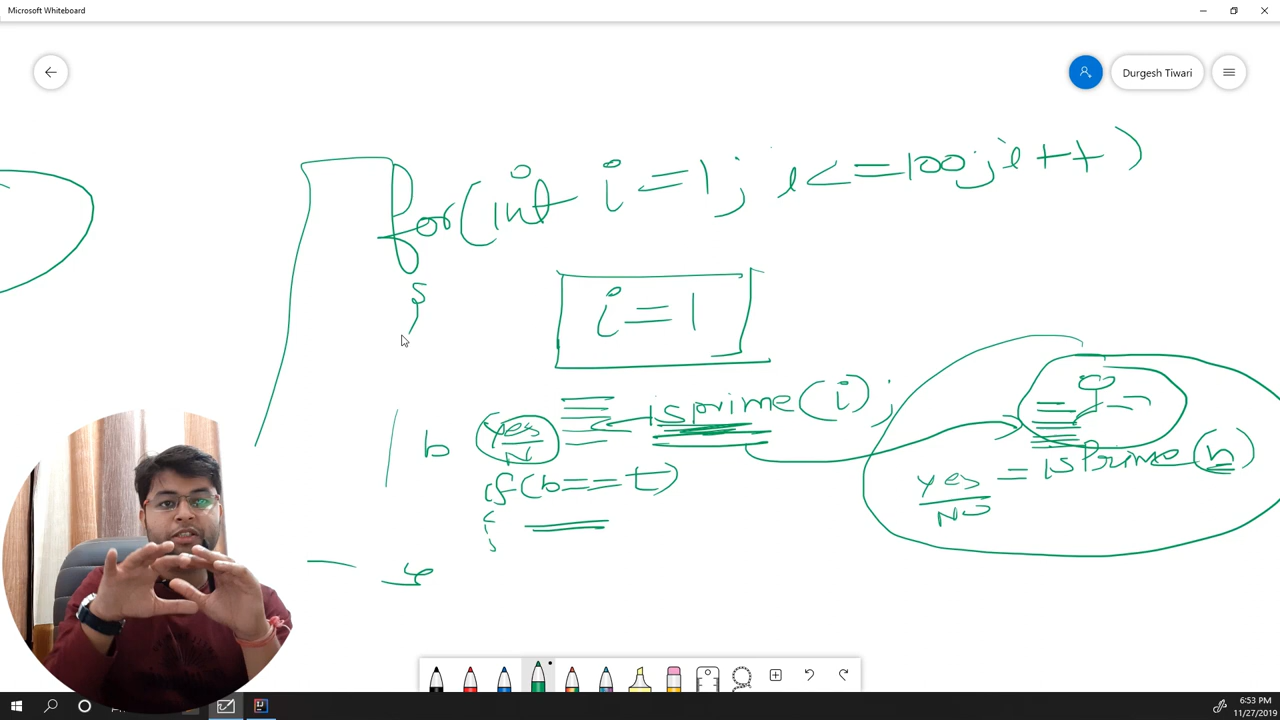 Microsoft Whiteboard
Durgesh Tiwari
for(int i=1; i<=100; i++)
{
i=1
b yes/N isprime(i);
if(b==t)
{
yes/NO = isPrime(n)
6:53 PM
11/27/2019